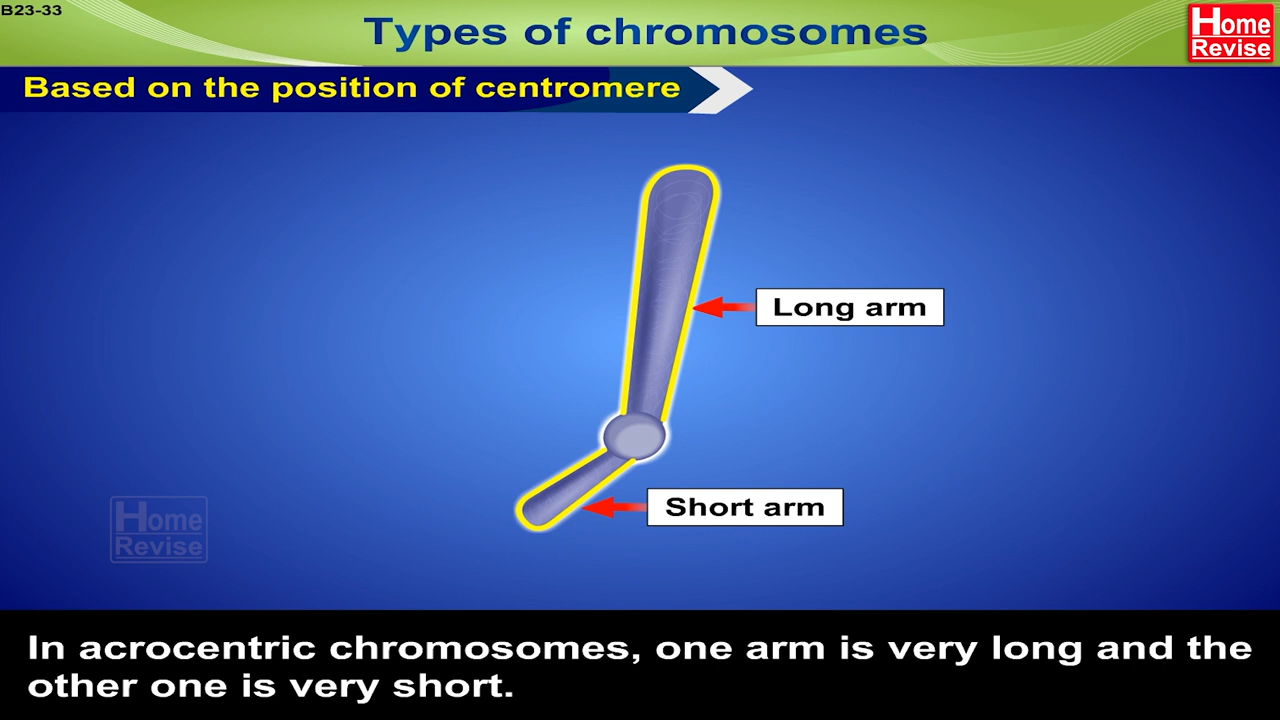 B23-33
Types of chromosomes
Home
Revise
Based on the position of centromere
Long arm
Short arm
Home
Revise
In acrocentric chromosomes, one arm is very long and the
other one is very short.